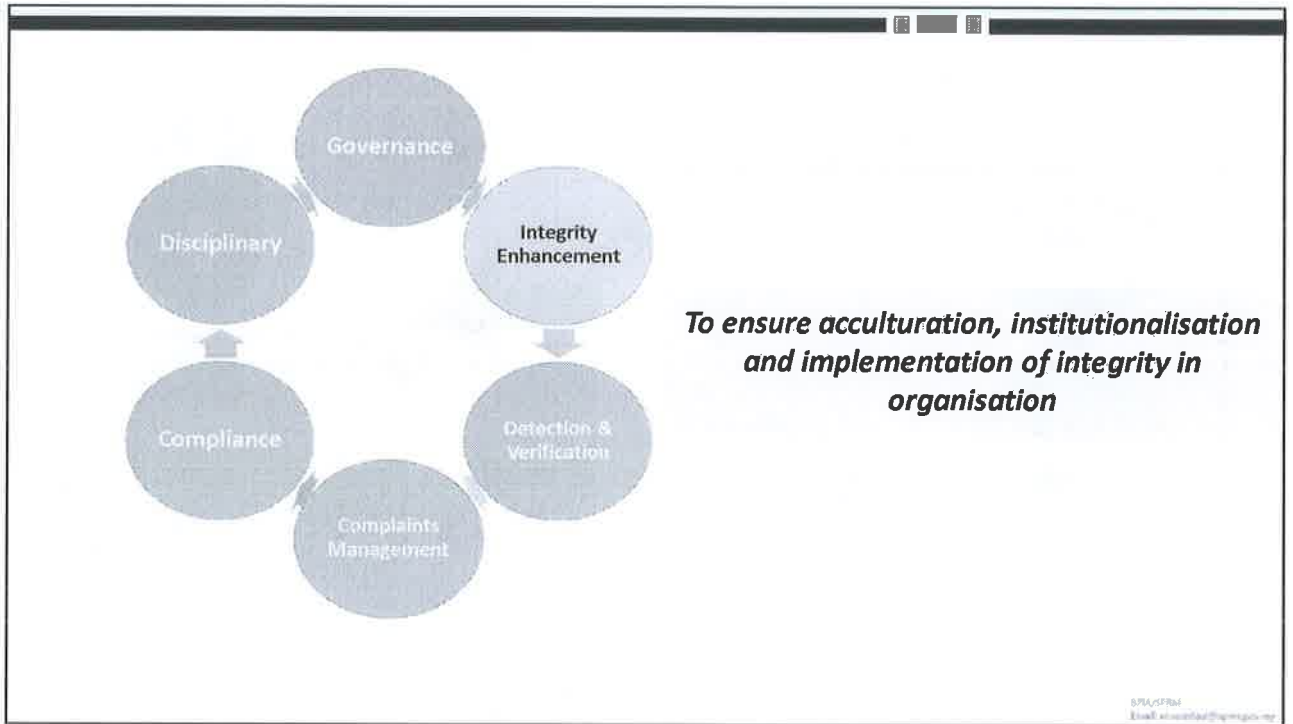 Governance
Integrity
Enhancement
Disciplinary
To ensure acculturation, institutionalisation
and implementation of integrity in
organisation
Detection &
Verification
Compliance
Complaints
Management